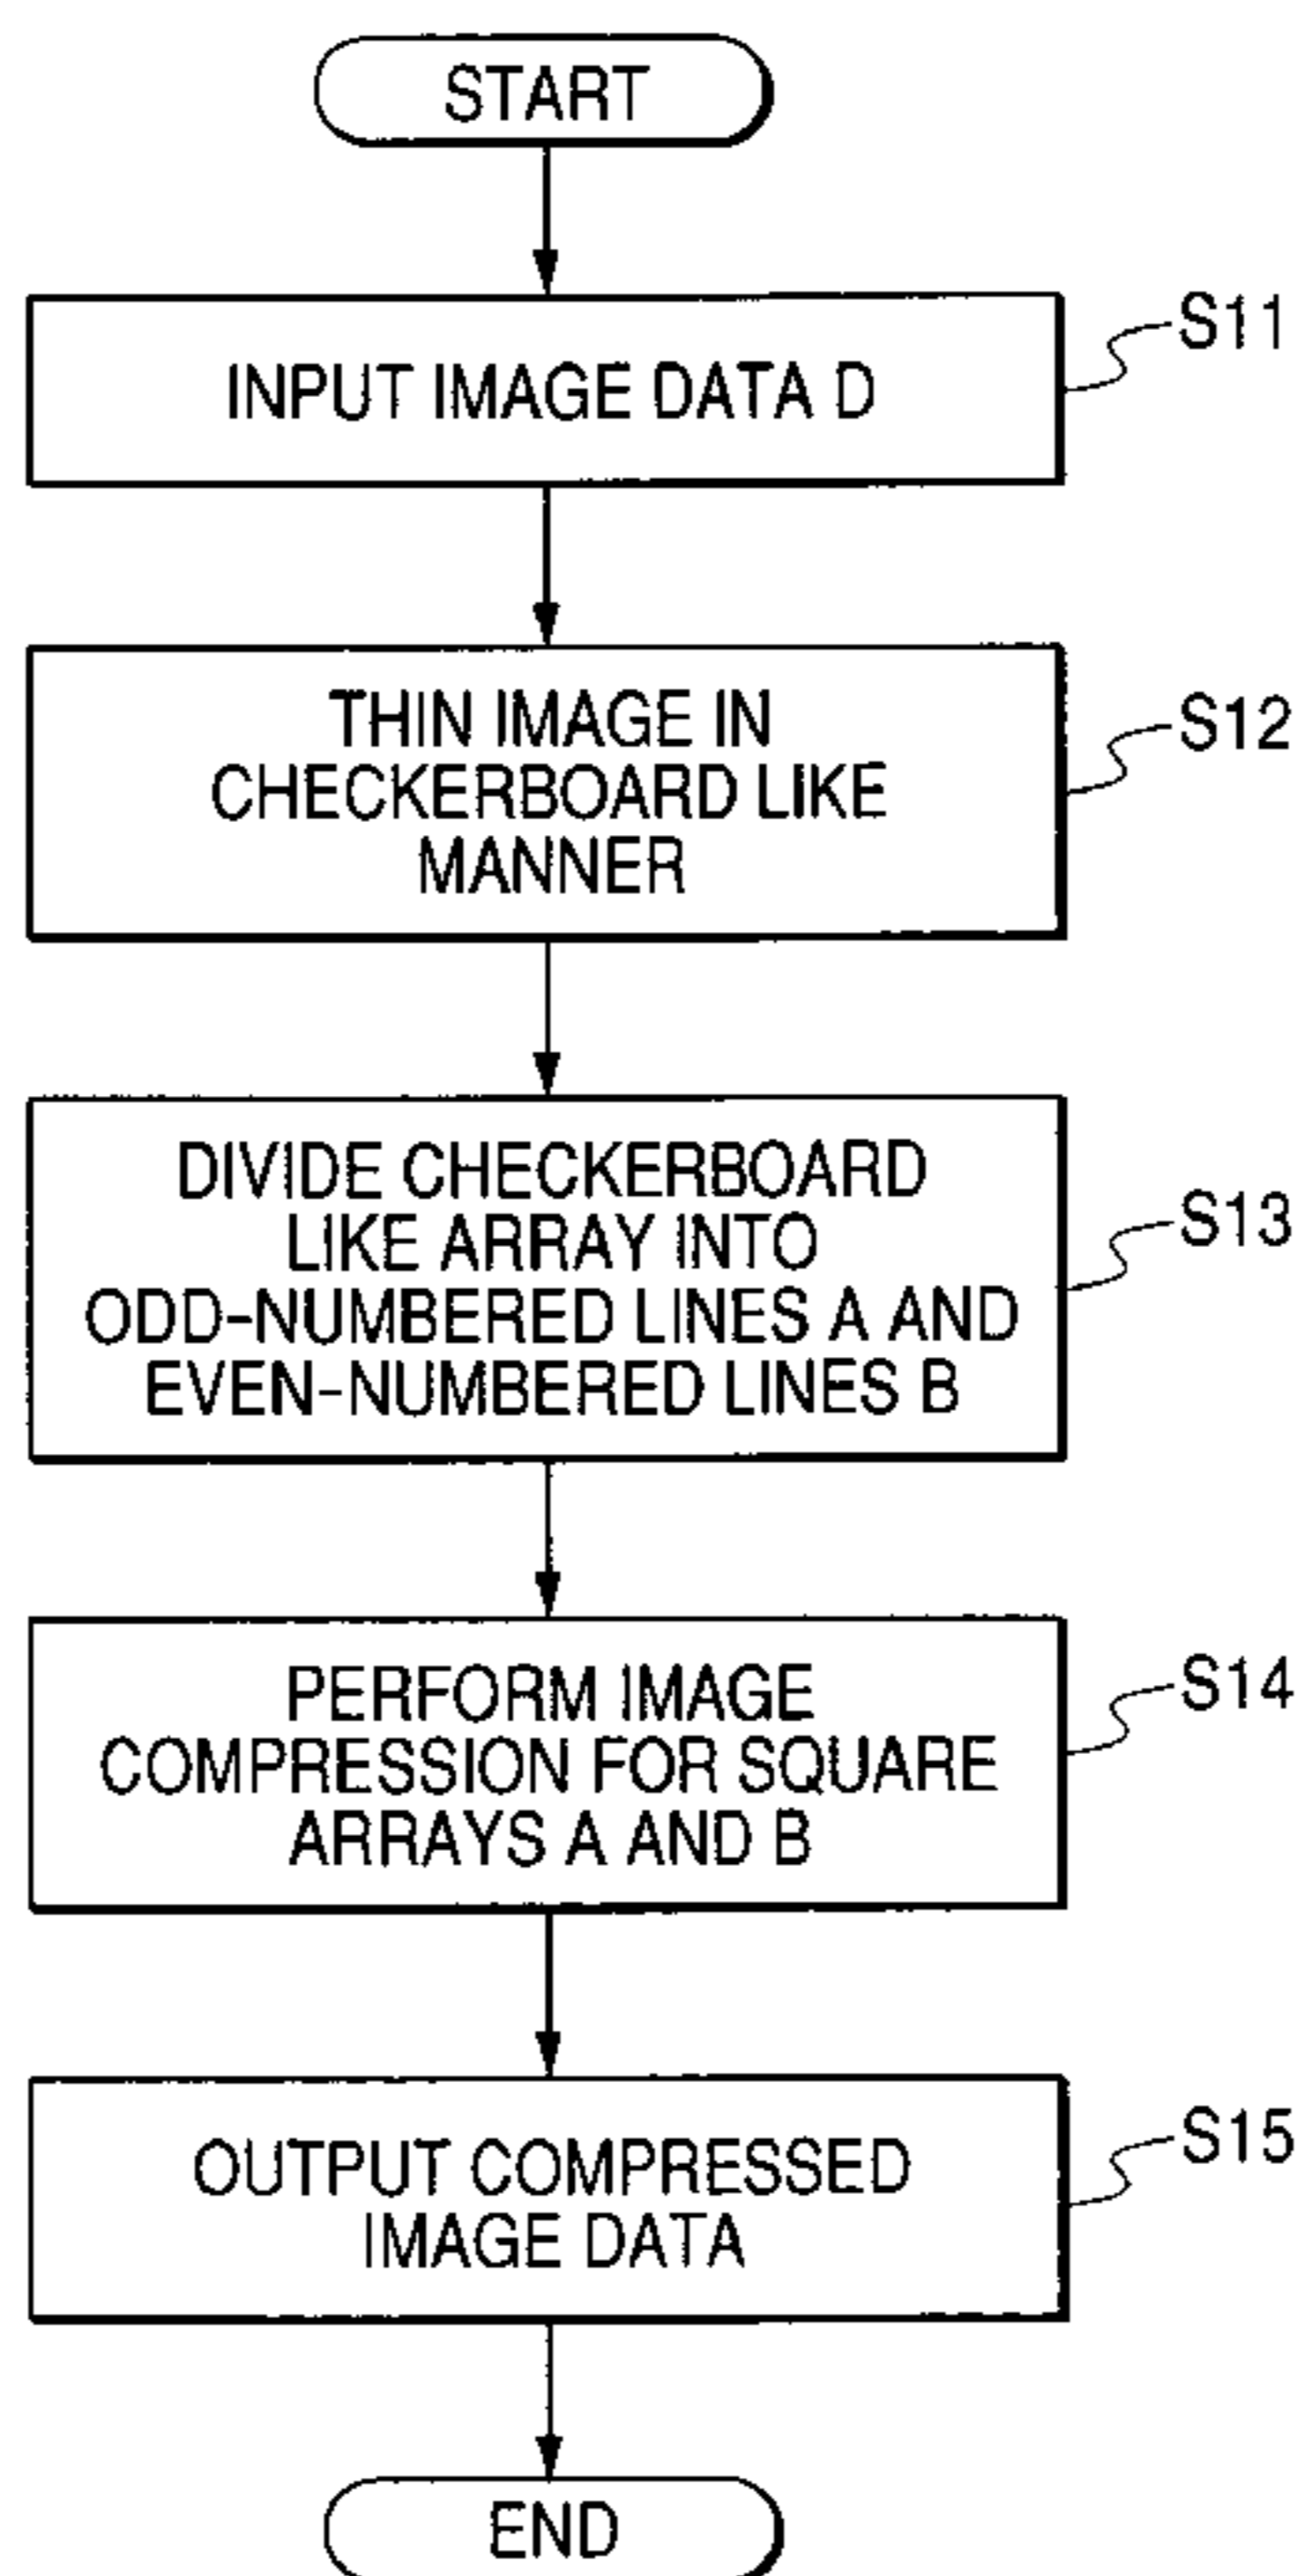 START
INPUT IMAGE DATA D
S11
THIN IMAGE IN
CHECKERBOARD LIKE
MANNER
S12
DIVIDE CHECKERBOARD
LIKE ARRAY INTO
ODD-NUMBERED LINES A AND
EVEN-NUMBERED LINES B
S13
PERFORM IMAGE
COMPRESSION FOR SQUARE
ARRAYS A AND B
S14
OUTPUT COMPRESSED
IMAGE DATA
S15
END